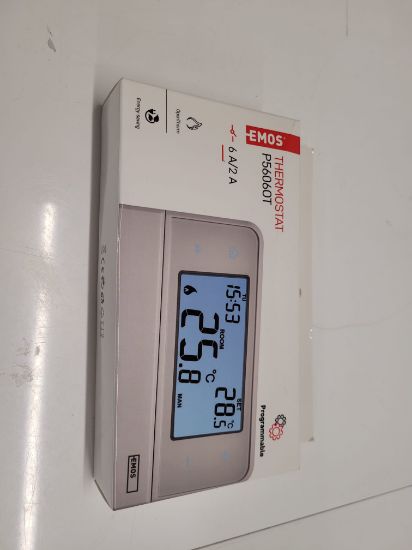 EMOS
THERMOSTAT
P5606OT
6 A/2 A
OpenTherm
Energy Saving
TU
15:53
ROOM
25.8 °C
SET
28.5 °C
MAN
Programmable
EMOS